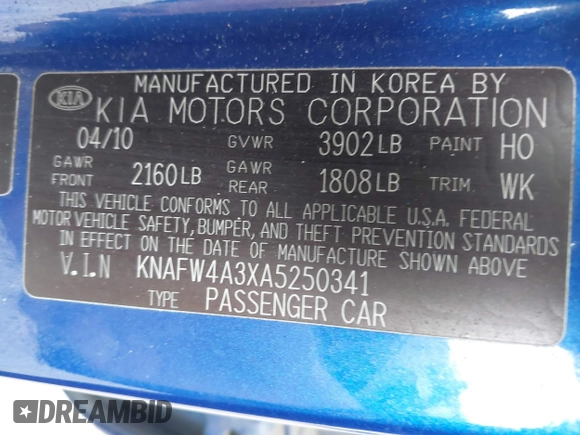 MANUFACTURED IN KOREA BY
KIA
KIA MOTORS CORPORATION
04/10 GVWR 3902LB PAINT HO
GAWR FRONT 2160LB GAWR REAR 1808LB TRIM WK
THIS VEHICLE CONFORMS TO ALL APPLICABLE U.S.A. FEDERAL
MOTOR VEHICLE SAFETY, BUMPER, AND THEFT PREVENTION STANDARDS
IN EFFECT ON THE DATE OF MANUFACTURE SHOWN ABOVE
V.I.N KNAFW4A3XA5250341
TYPE PASSENGER CAR
DREAMBID